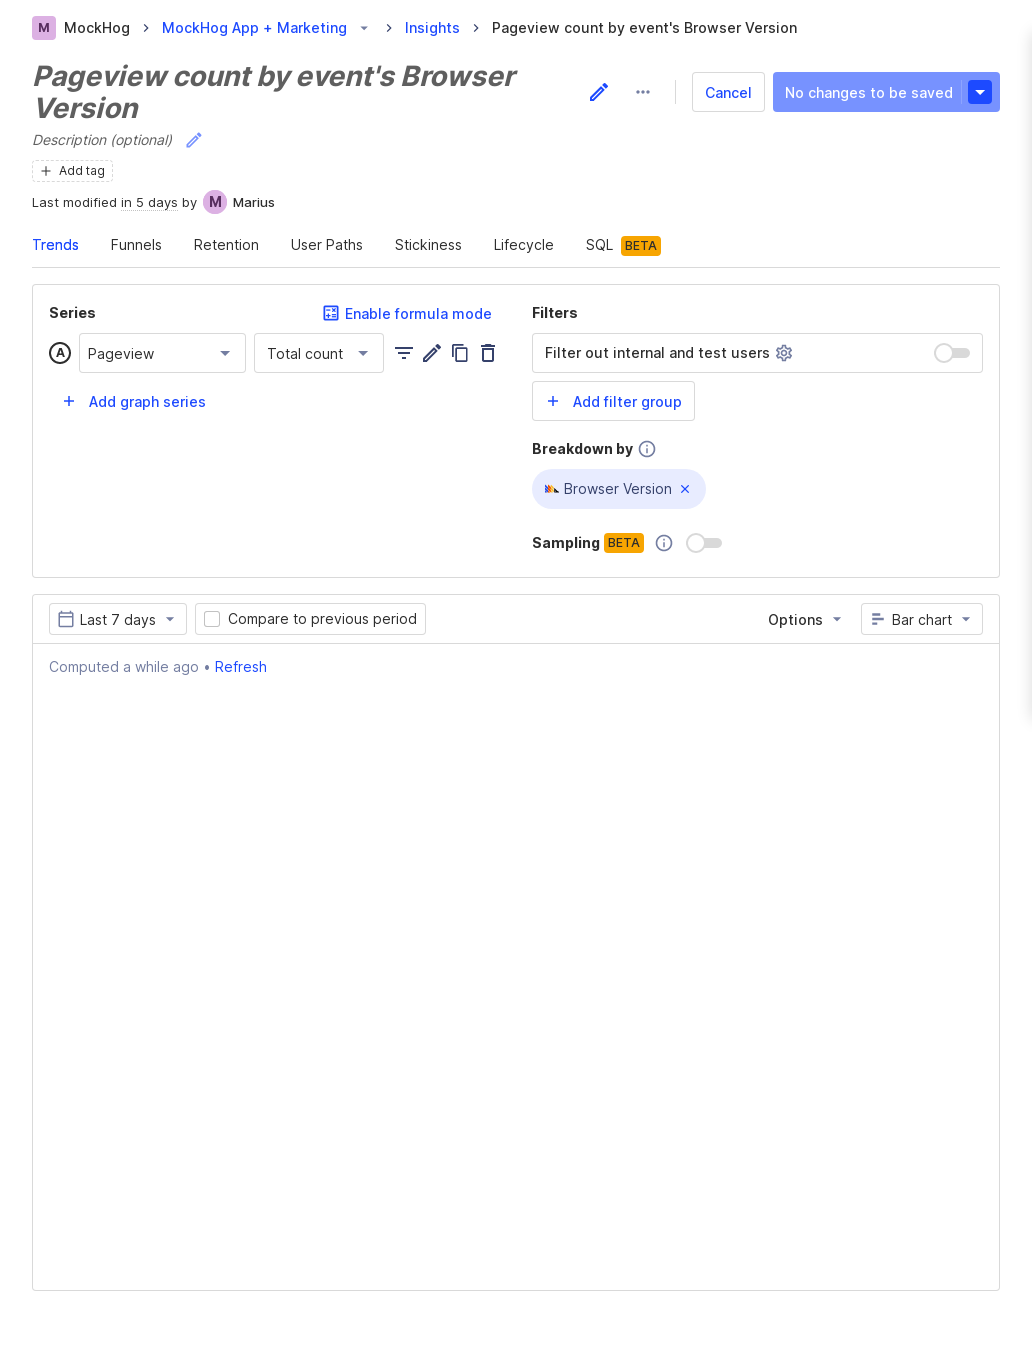 M MockHog MockHog App + Marketing Insights Pageview count by event's Browser Version
Pageview count by event's Browser
Version
Cancel No changes to be saved
Description (optional)
Add tag
Last modified in 5 days by M Marius
Trends Funnels Retention User Paths Stickiness Lifecycle SQL BETA
Series Enable formula mode
A Pageview Total count
Add graph series
Filters
Filter out internal and test users
Add filter group
Breakdown by
Browser Version
Sampling BETA
Last 7 days Compare to previous period Options Bar chart
Computed a while ago • Refresh